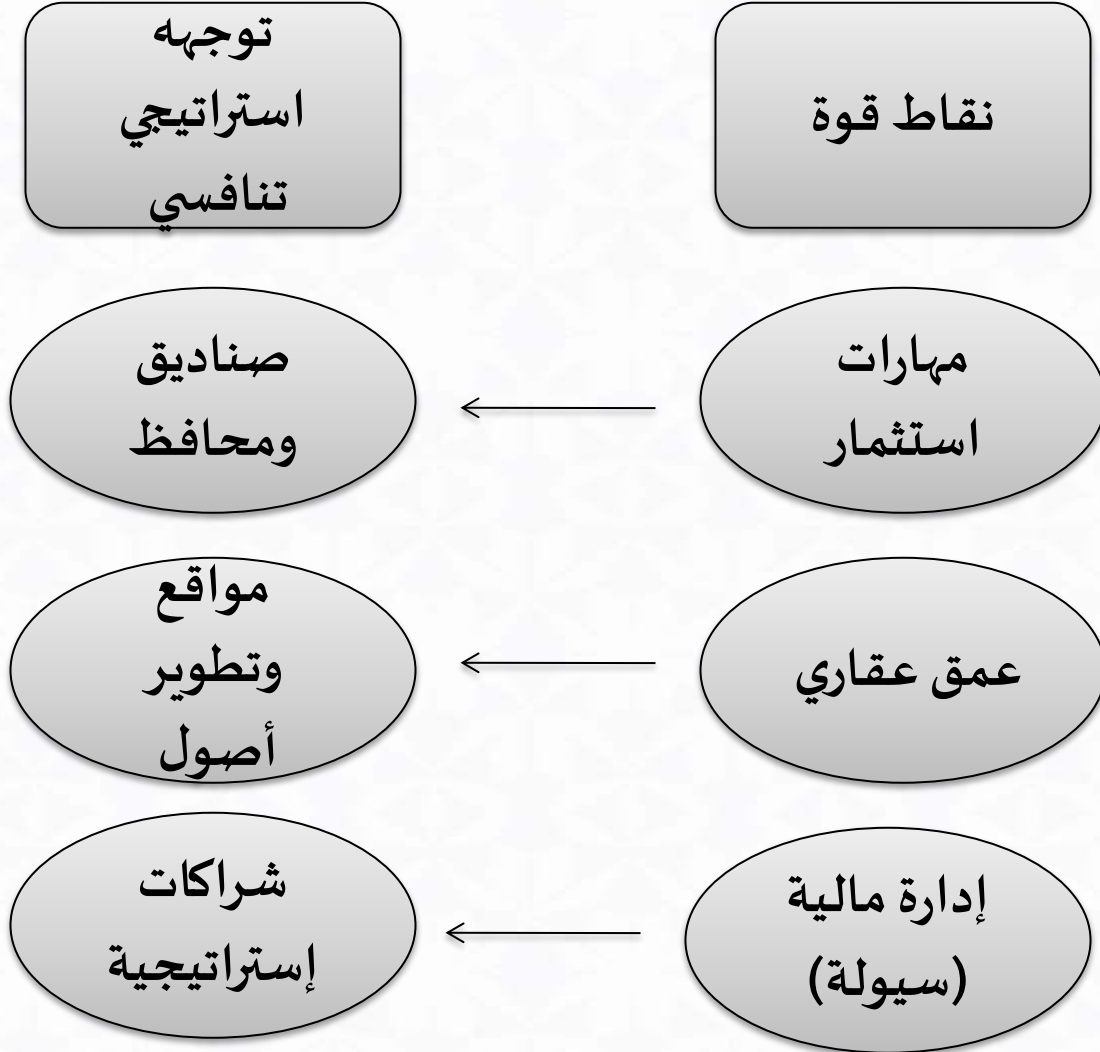 نقاط قوة
توجهه
استراتيجي
تنافسي
مهارات
استثمار
صناديق
ومحافظ
عمق عقاري
مواقع
وتطوير
أصول
إدارة مالية
(سيولة)
شراكات
إستراتيجية